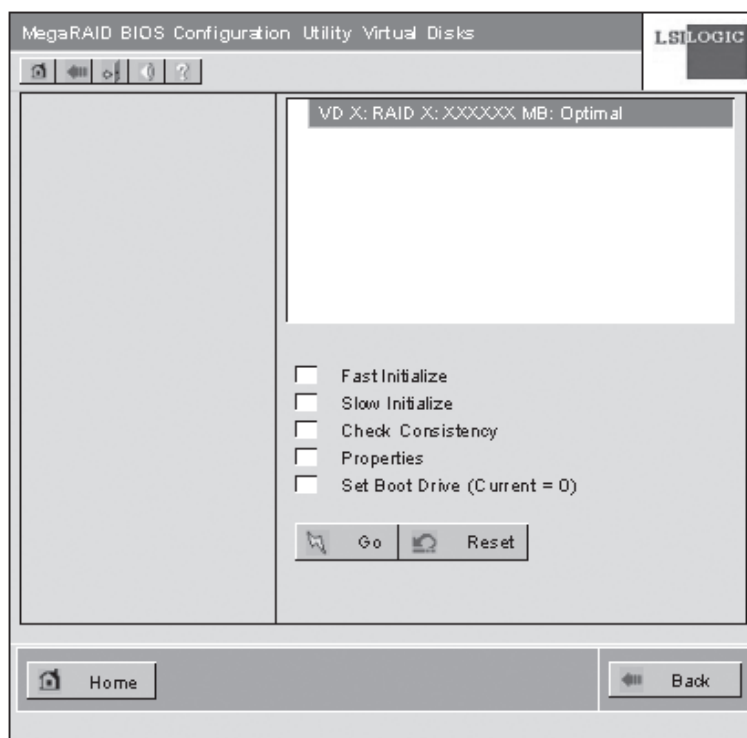 MegaRAID BIOS Configuration Utility Virtual Disks
LSI LOGIC
VD X: RAID X: XXXXXX MB: Optimal
Fast Initialize
Slow Initialize
Check Consistency
Properties
Set Boot Drive (Current = 0)
Go
Reset
Home
Back